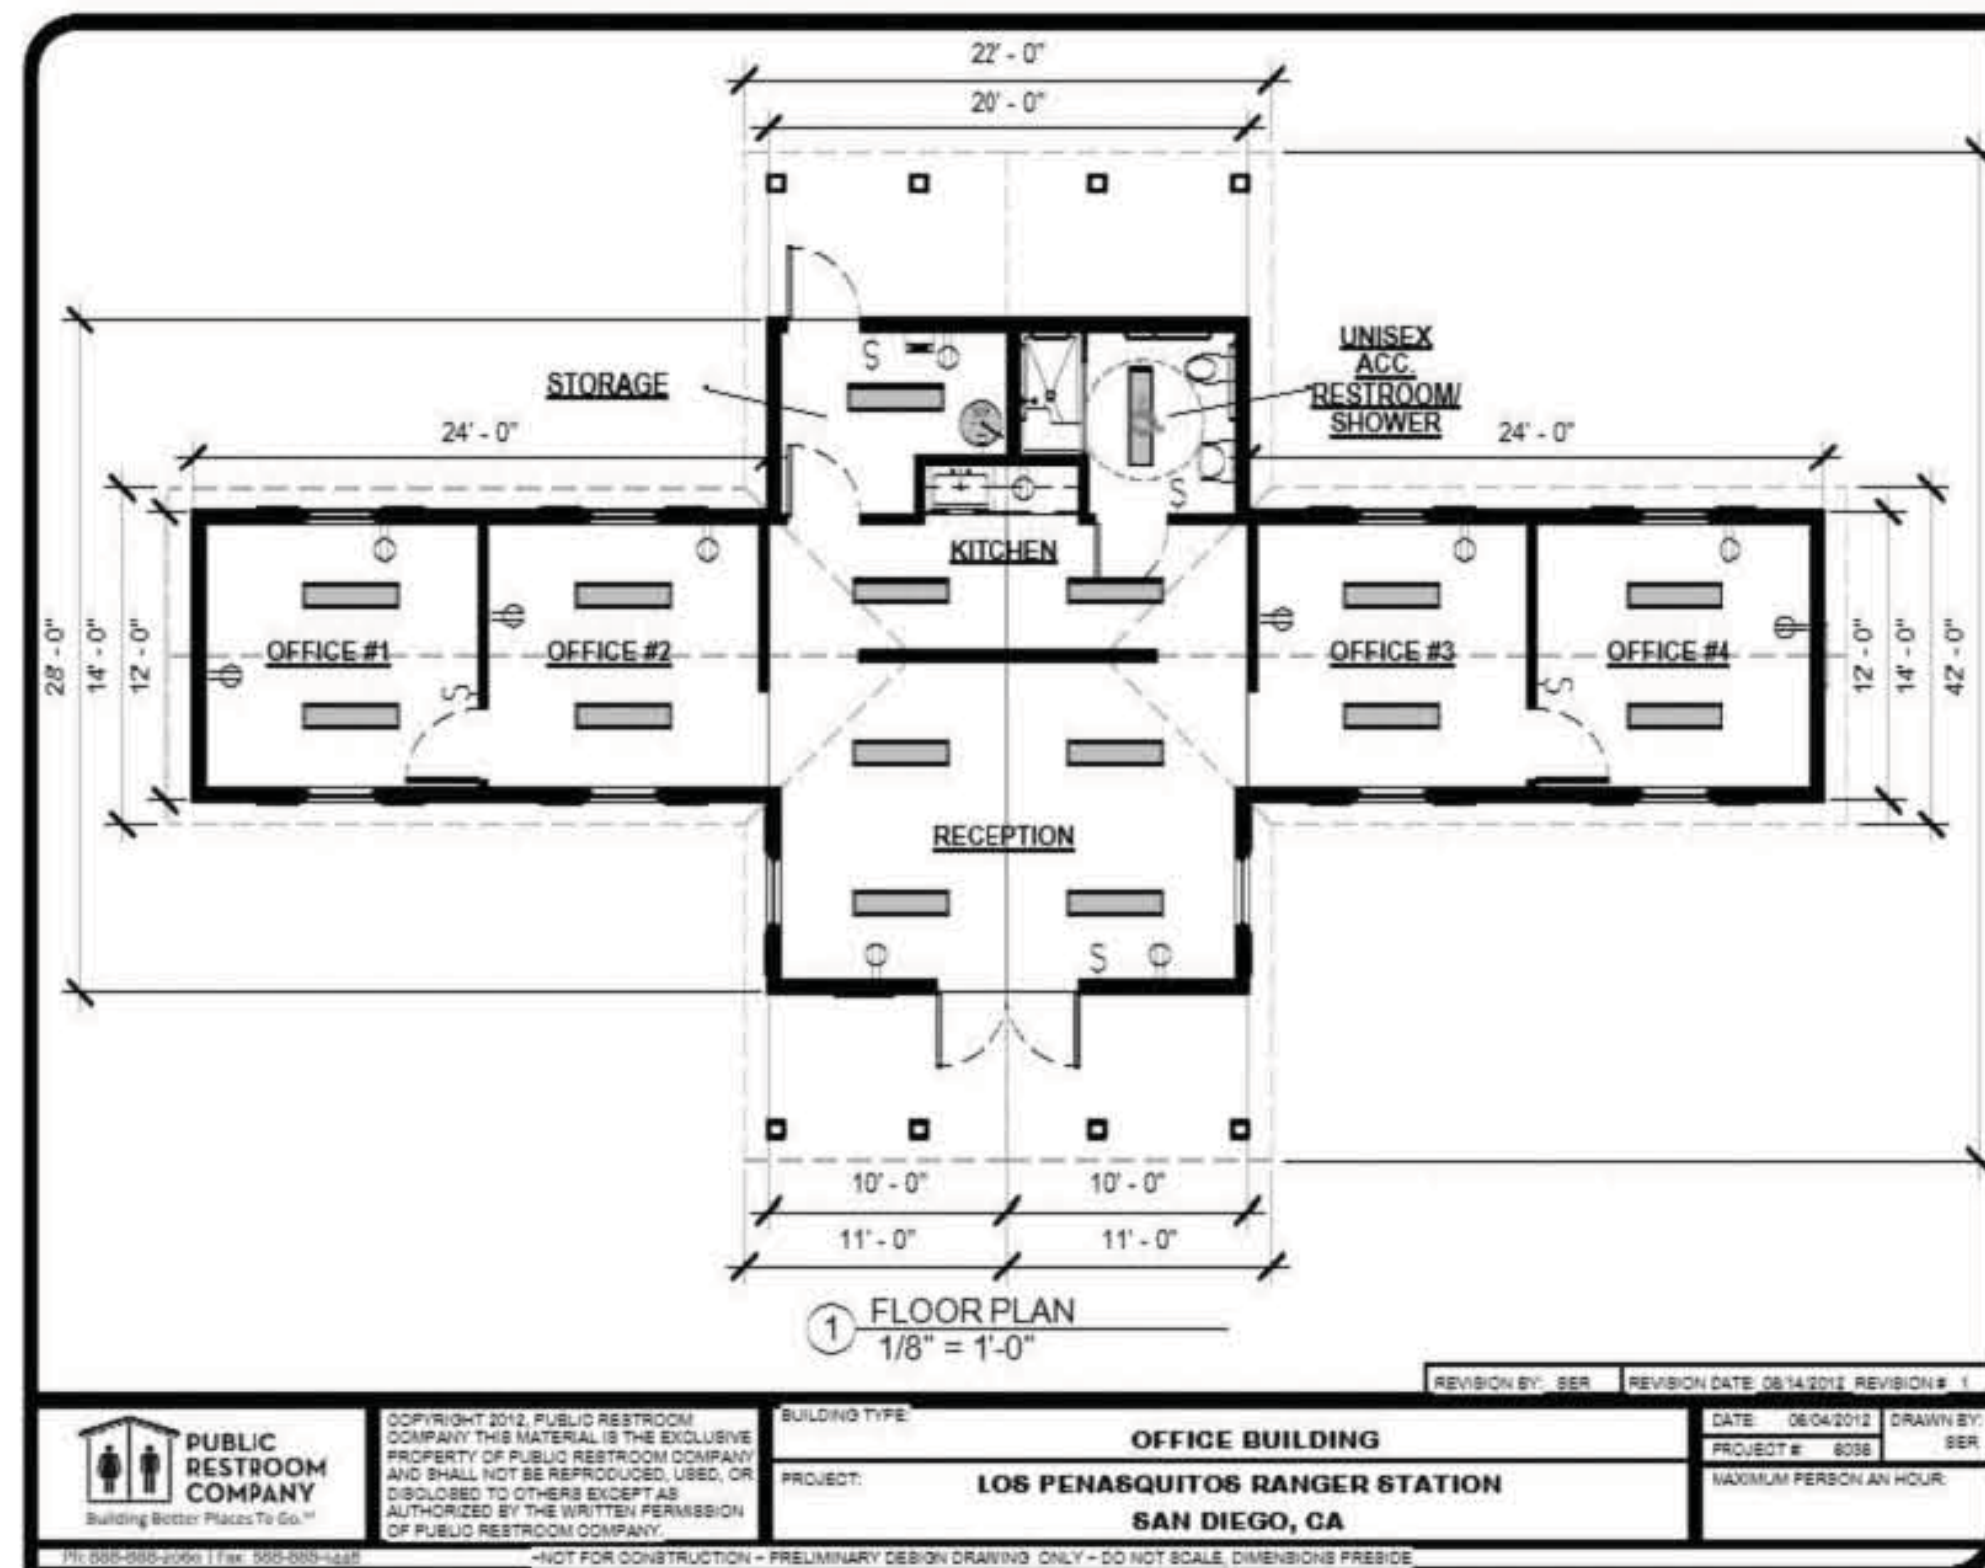 22' - 0"
20' - 0"
UNISEX
ACC.
RESTROOM/
SHOWER
STORAGE
24' - 0"
24' - 0"
S
S
KITCHEN
28' - 0"
14' - 0"
12' - 0"
OFFICE #1
OFFICE #2
OFFICE #3
OFFICE #4
12' - 0"
14' - 0"
42' - 0"
S
S
RECEPTION
S
10' - 0"
10' - 0"
11' - 0"
11' - 0"
1 FLOOR PLAN
1/8" = 1'-0"
REVISION BY: SER REVISION DATE: 08/14/2012 REVISION # 1
PUBLIC
RESTROOM
COMPANY
Building Better Places To Go.℠
COPYRIGHT 2012, PUBLIC RESTROOM
COMPANY THIS MATERIAL IS THE EXCLUSIVE
PROPERTY OF PUBLIC RESTROOM COMPANY
AND SHALL NOT BE REPRODUCED, USED, OR
DISCLOSED TO OTHERS EXCEPT AS
AUTHORIZED BY THE WRITTEN PERMISSION
OF PUBLIC RESTROOM COMPANY.
BUILDING TYPE:
OFFICE BUILDING
PROJECT:
LOS PENASQUITOS RANGER STATION
SAN DIEGO, CA
DATE: 06/04/2012
DRAWN BY:
SER
PROJECT #:
MAXIMUM PERSON AN HOUR:
-NOT FOR CONSTRUCTION - PRELIMINARY DESIGN DRAWING ONLY - DO NOT SCALE, DIMENSIONS PRESIDE